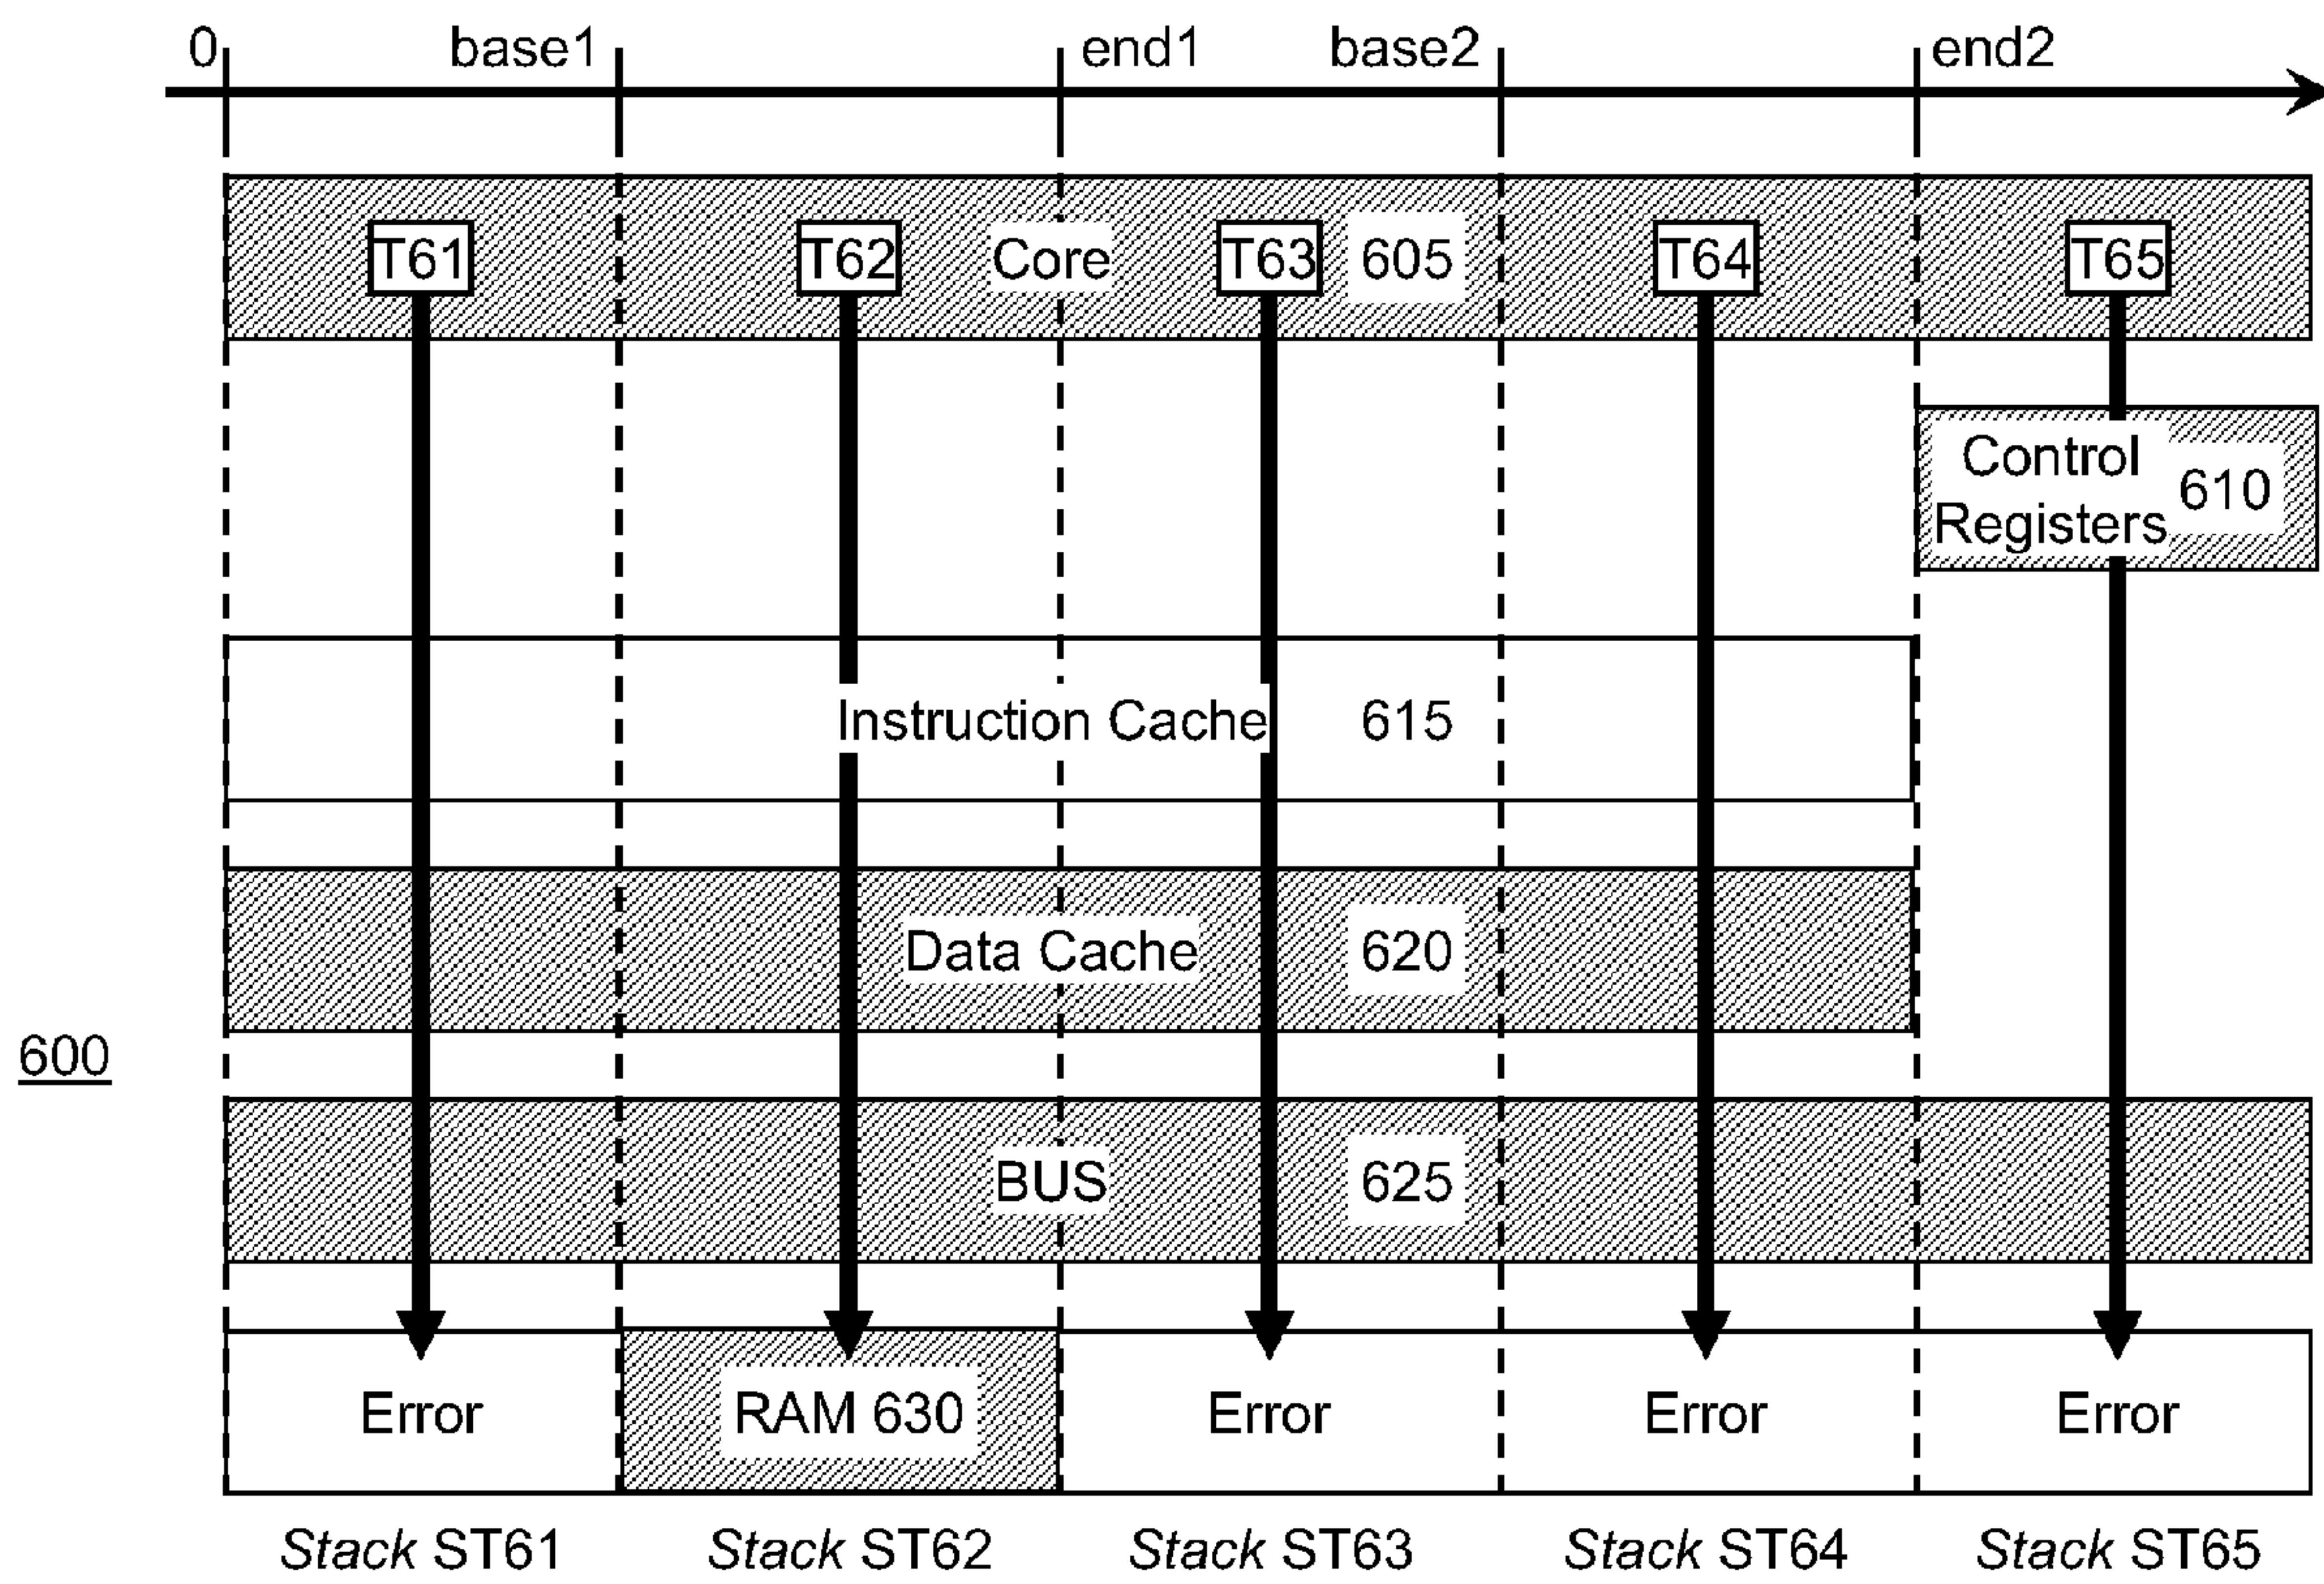 0 base1 end1 base2 end2
T61 T62 Core T63 605 T64 T65
Control
Registers 610
Instruction Cache 615
Data Cache 620
600
BUS 625
Error RAM 630 Error Error Error
Stack ST61 Stack ST62 Stack ST63 Stack ST64 Stack ST65